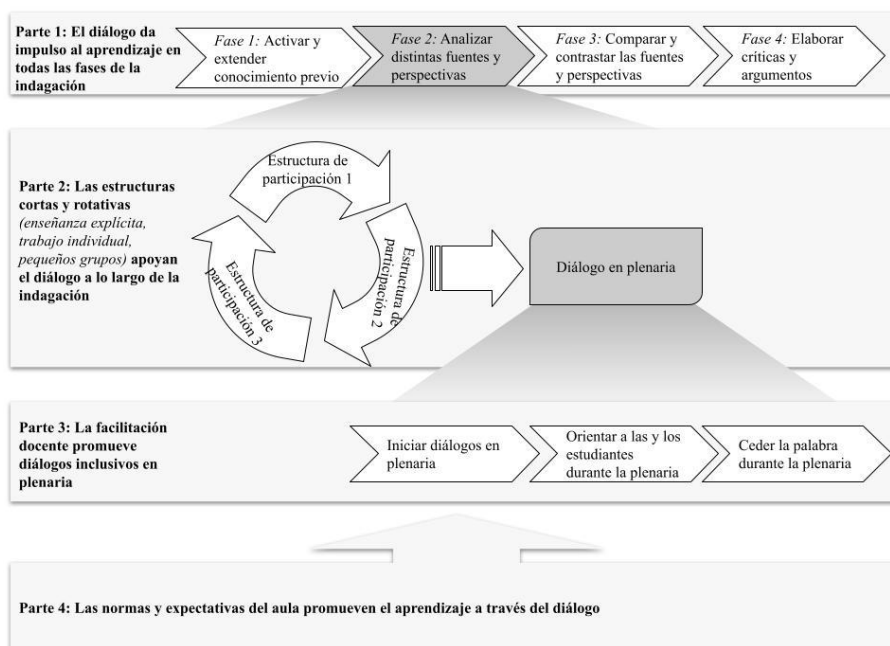 Parte 1: El diálogo da
impulso al aprendizaje en
todas las fases de la
indagación
Fase 1: Activar y
extender
conocimiento previo
Fase 2: Analizar
distintas fuentes y
perspectivas
Fase 3: Comparar y
contrastar las fuentes
y perspectivas
Fase 4: Elaborar
críticas y
argumentos
Parte 2: Las estructuras
cortas y rotativas
(enseñanza explícita,
trabajo individual,
pequeños grupos) apoyan
el diálogo a lo largo de la
indagación
Estructura de
participación 1
Estructura de
participación 2
Estructura de
participación 3
Diálogo en plenaria
Parte 3: La facilitación
docente promueve
diálogos inclusivos en
plenaria
Iniciar diálogos en
plenaria
Orientar a las y los
estudiantes
durante la plenaria
Ceder la palabra
durante la plenaria
Parte 4: Las normas y expectativas del aula promueven el aprendizaje a través del diálogo